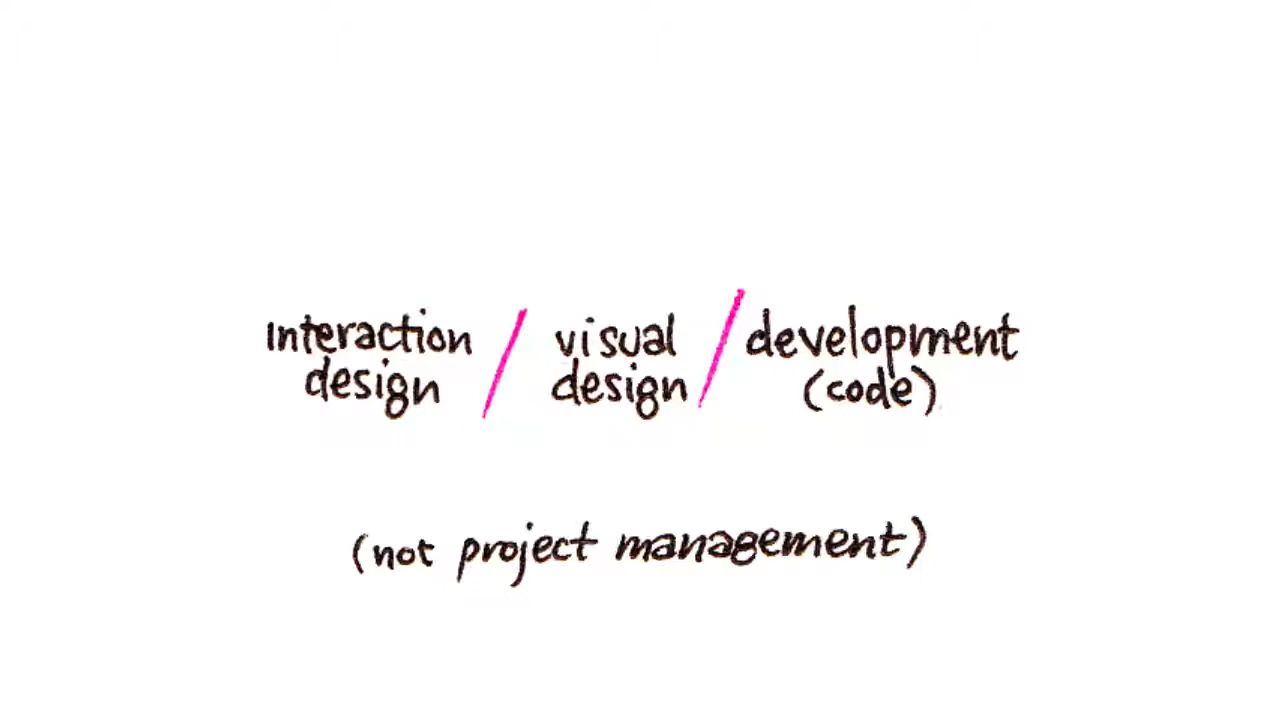 interaction / visual / development
design design (code)
(not project management)